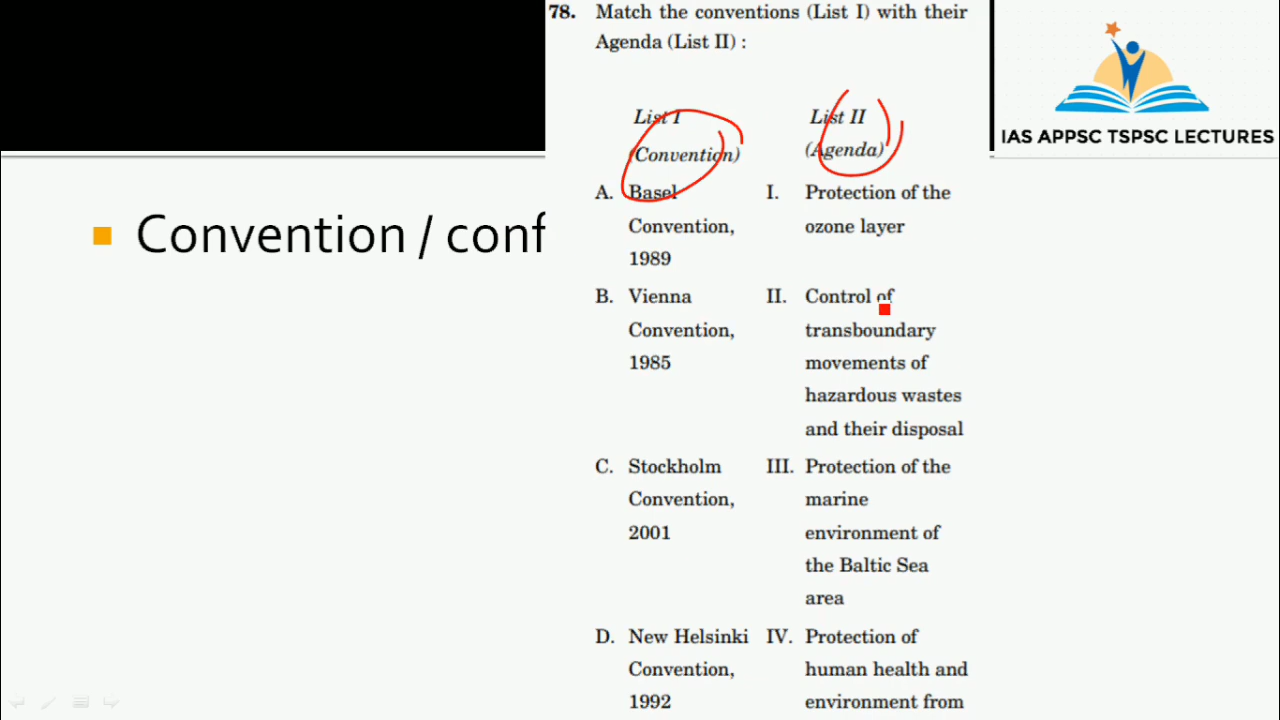 78. Match the conventions (List I) with their
Agenda (List II) :
List I List II
(Convention) (Agenda)
A. Basel I. Protection of the
Convention, ozone layer
1989
B. Vienna II. Control of
Convention, transboundary
1985 movements of
hazardous wastes
and their disposal
C. Stockholm III. Protection of the
Convention, marine
2001 environment of
the Baltic Sea
area
D. New Helsinki IV. Protection of
Convention, human health and
1992 environment from
Convention / conf
IAS APPSC TSPSC LECTURES